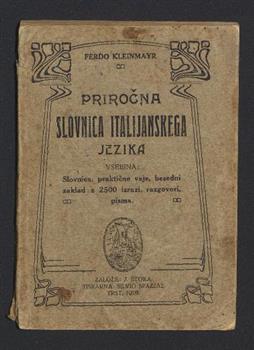 FERDO KLEINMAYR
PRIROČNA
SLOVNICA ITALIJANSKEGA
JEZIKA
VSEBINA:
Slovnica, praktične vaje, besedni
zaklad z 2500 izrazi, razgovori,
pisma.
ZALOŽIL J. ŠTOKA.
TISKARNA SILVIO SPAZZAL
TRST, 1908.